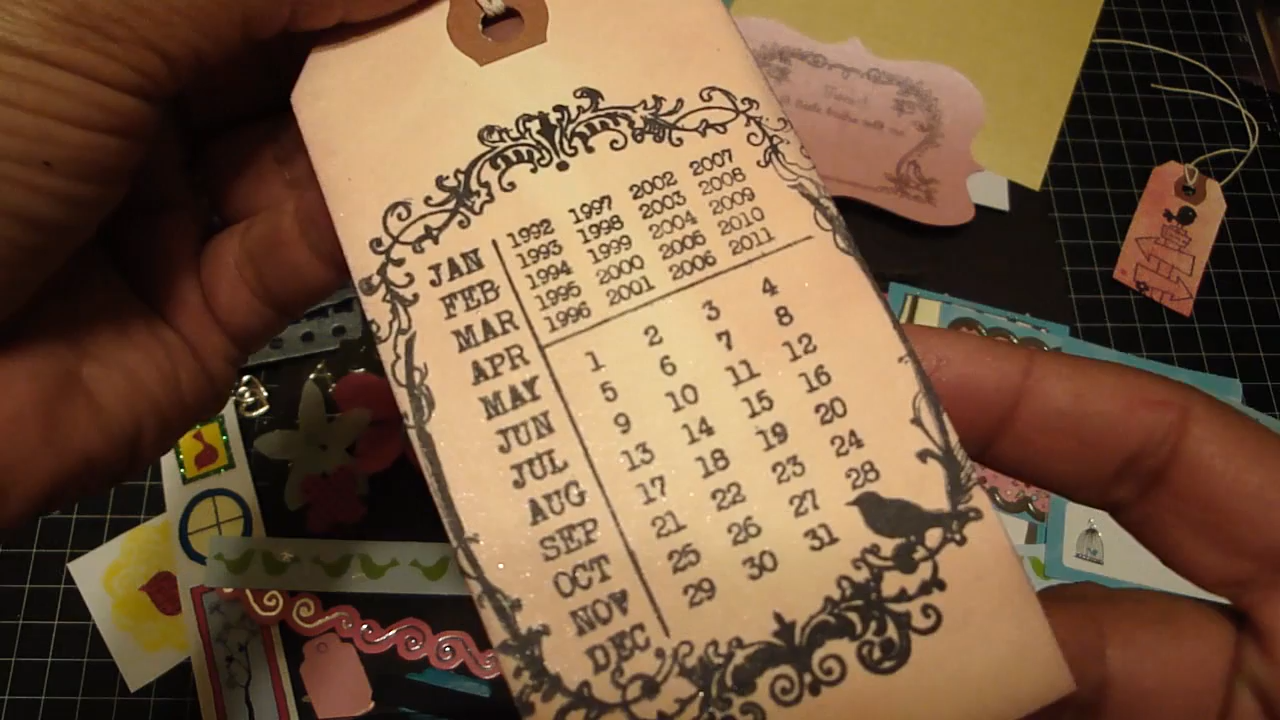 1992 1997 2002 2007
1993 1998 2003 2008
1994 1999 2004 2009
1995 2000 2005 2010
1996 2001 2006 2011
JAN
FEB
MAR
APR
MAY
JUN
JUL
AUG
SEP
OCT
NOV
DEC
1 2 3 4
5 6 7 8
9 10 11 12
13 14 15 16
17 18 19 20
21 22 23 24
25 26 27 28
29 30 31